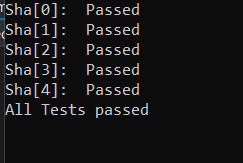 Sha[0]:  Passed
Sha[1]:  Passed
Sha[2]:  Passed
Sha[3]:  Passed
Sha[4]:  Passed
All Tests passed